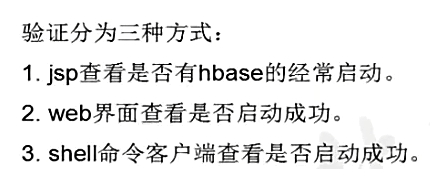 验证分为三种方式：
1. jsp查看是否有hbase的经常启动。
2. web界面查看是否启动成功。
3. shell命令客户端查看是否启动成功。